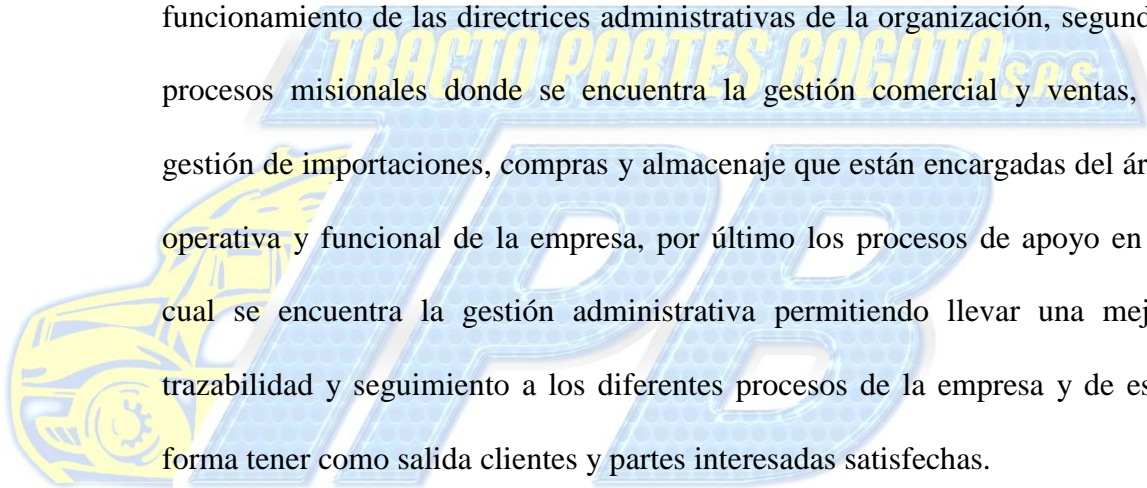 funcionamiento de las directrices administrativas de la organización, segund
TRACTO PARTES BOGOTA S.A.S
procesos misionales donde se encuentra la gestión comercial y ventas,
gestión de importaciones, compras y almacenaje que están encargadas del ár
TPB
operativa y funcional de la empresa, por último los procesos de apoyo en
cual se encuentra la gestión administrativa permitiendo llevar una mej
trazabilidad y seguimiento a los diferentes procesos de la empresa y de es
forma tener como salida clientes y partes interesadas satisfechas.